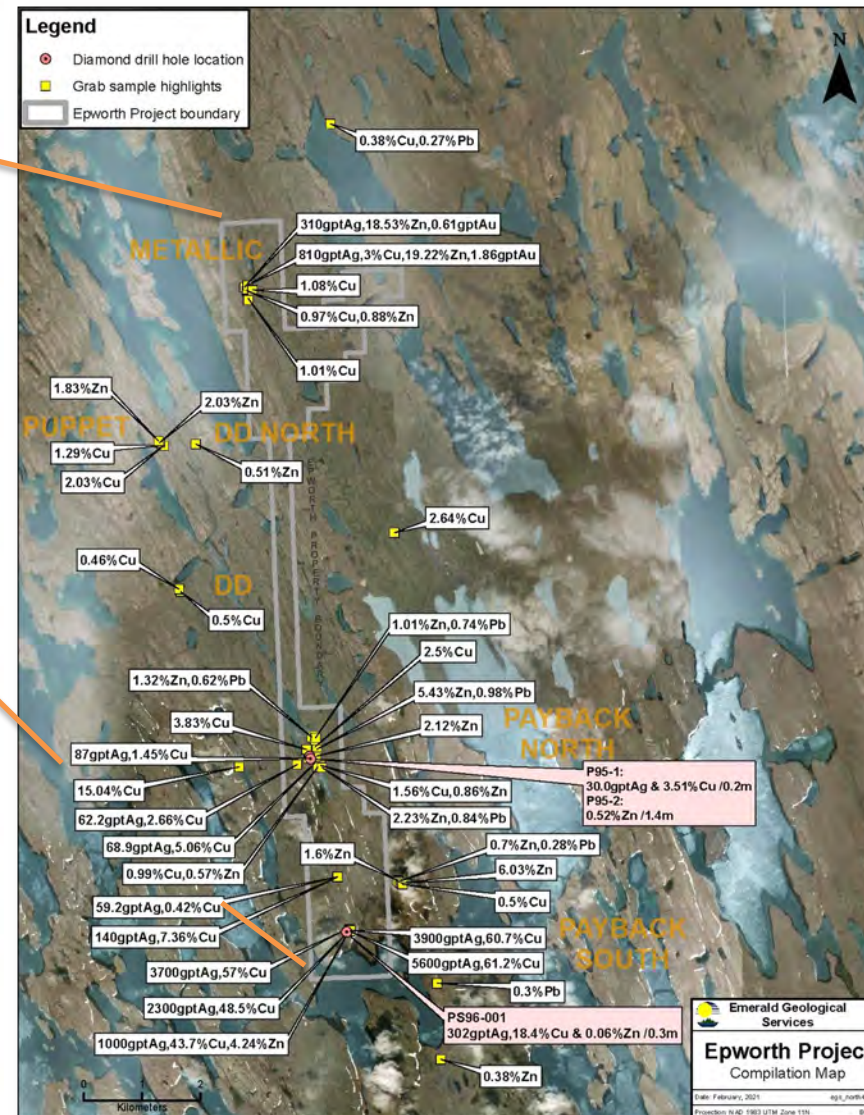 Legend
Diamond drill hole location
Grab sample highlights
Epworth Project boundary
N
0.38%Cu,0.27%Pb
310gptAg,18.53%Zn,0.61gptAu
METALLIC
810gptAg,3%Cu,19.22%Zn,1.86gptAu
1.08%Cu
0.97%Cu,0.88%Zn
1.01%Cu
1.83%Zn
2.03%Zn
PUPPET
DD NORTH
1.29%Cu
0.51%Zn
2.03%Cu
EPWORTH PROPERTY BOUNDARY
2.64%Cu
0.46%Cu
DD
0.5%Cu
1.01%Zn,0.74%Pb
2.5%Cu
1.32%Zn,0.62%Pb
5.43%Zn,0.98%Pb
3.83%Cu
2.12%Zn
PAYBACK
NORTH
87gptAg,1.45%Cu
P95-1:
30.0gptAg & 3.51%Cu /0.2m
P95-2:
0.52%Zn /1.4m
15.04%Cu
1.56%Cu,0.86%Zn
62.2gptAg,2.66%Cu
2.23%Zn,0.84%Pb
68.9gptAg,5.06%Cu
0.7%Zn,0.28%Pb
1.6%Zn
0.99%Cu,0.57%Zn
6.03%Zn
0.5%Cu
59.2gptAg,0.42%Cu
140gptAg,7.36%Cu
3900gptAg,60.7%Cu
PAYBACK
SOUTH
5600gptAg,61.2%Cu
3700gptAg,57%Cu
0.3%Pb
2300gptAg,48.5%Cu
PS96-001
302gptAg,18.4%Cu & 0.06%Zn /0.3m
1000gptAg,43.7%Cu,4.24%Zn
0.38%Zn
0 1 2
Kilometers
Emerald Geological
Services
Epworth Projec
Compilation Map
Date: February, 2021
Projection: NAD 1983 UTM Zone 11N